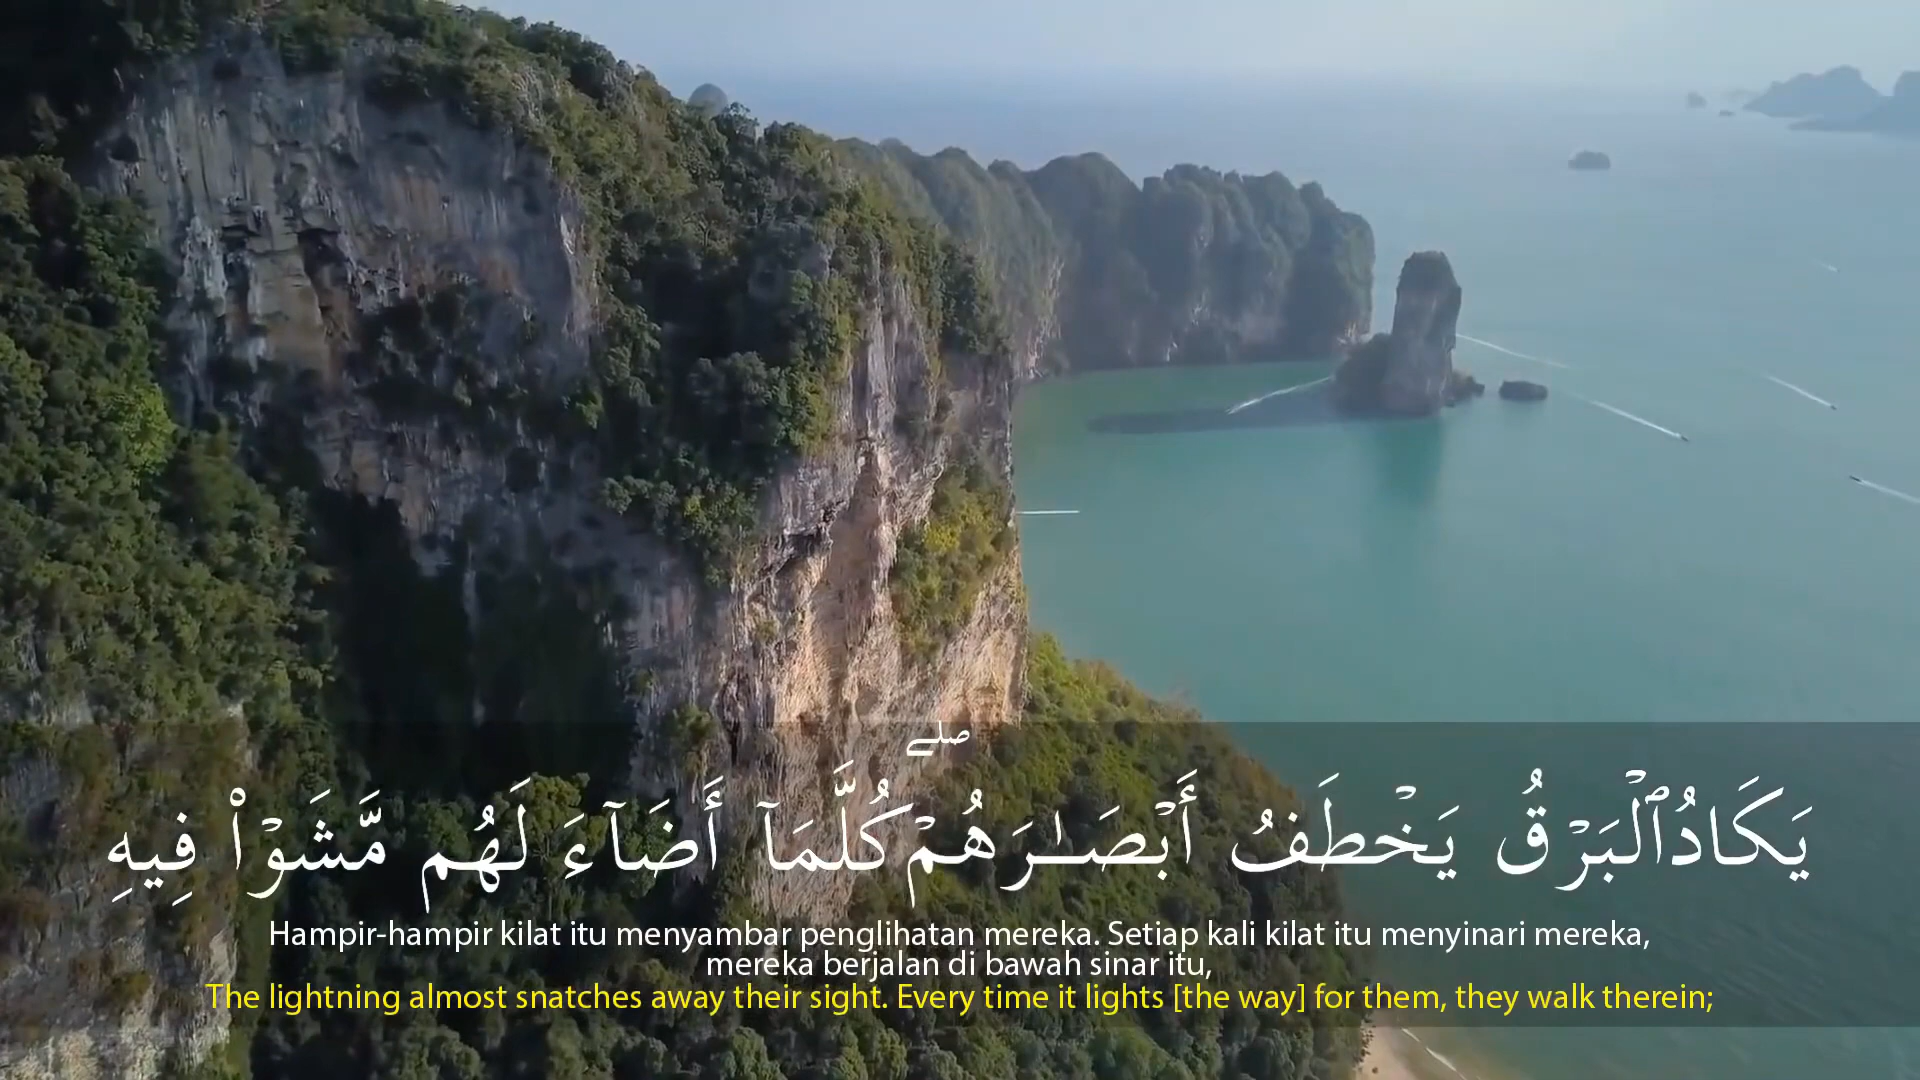 يَكَادُ ٱلْبَرْقُ يَخْطَفُ أَبْصَـٰرَهُمْ ۖ كُلَّمَآ أَضَآءَ لَهُم مَّشَوْا۟ فِيهِ
Hampir-hampir kilat itu menyambar penglihatan mereka. Setiap kali kilat itu menyinari mereka,
mereka berjalan di bawah sinar itu,
The lightning almost snatches away their sight. Every time it lights [the way] for them, they walk therein;